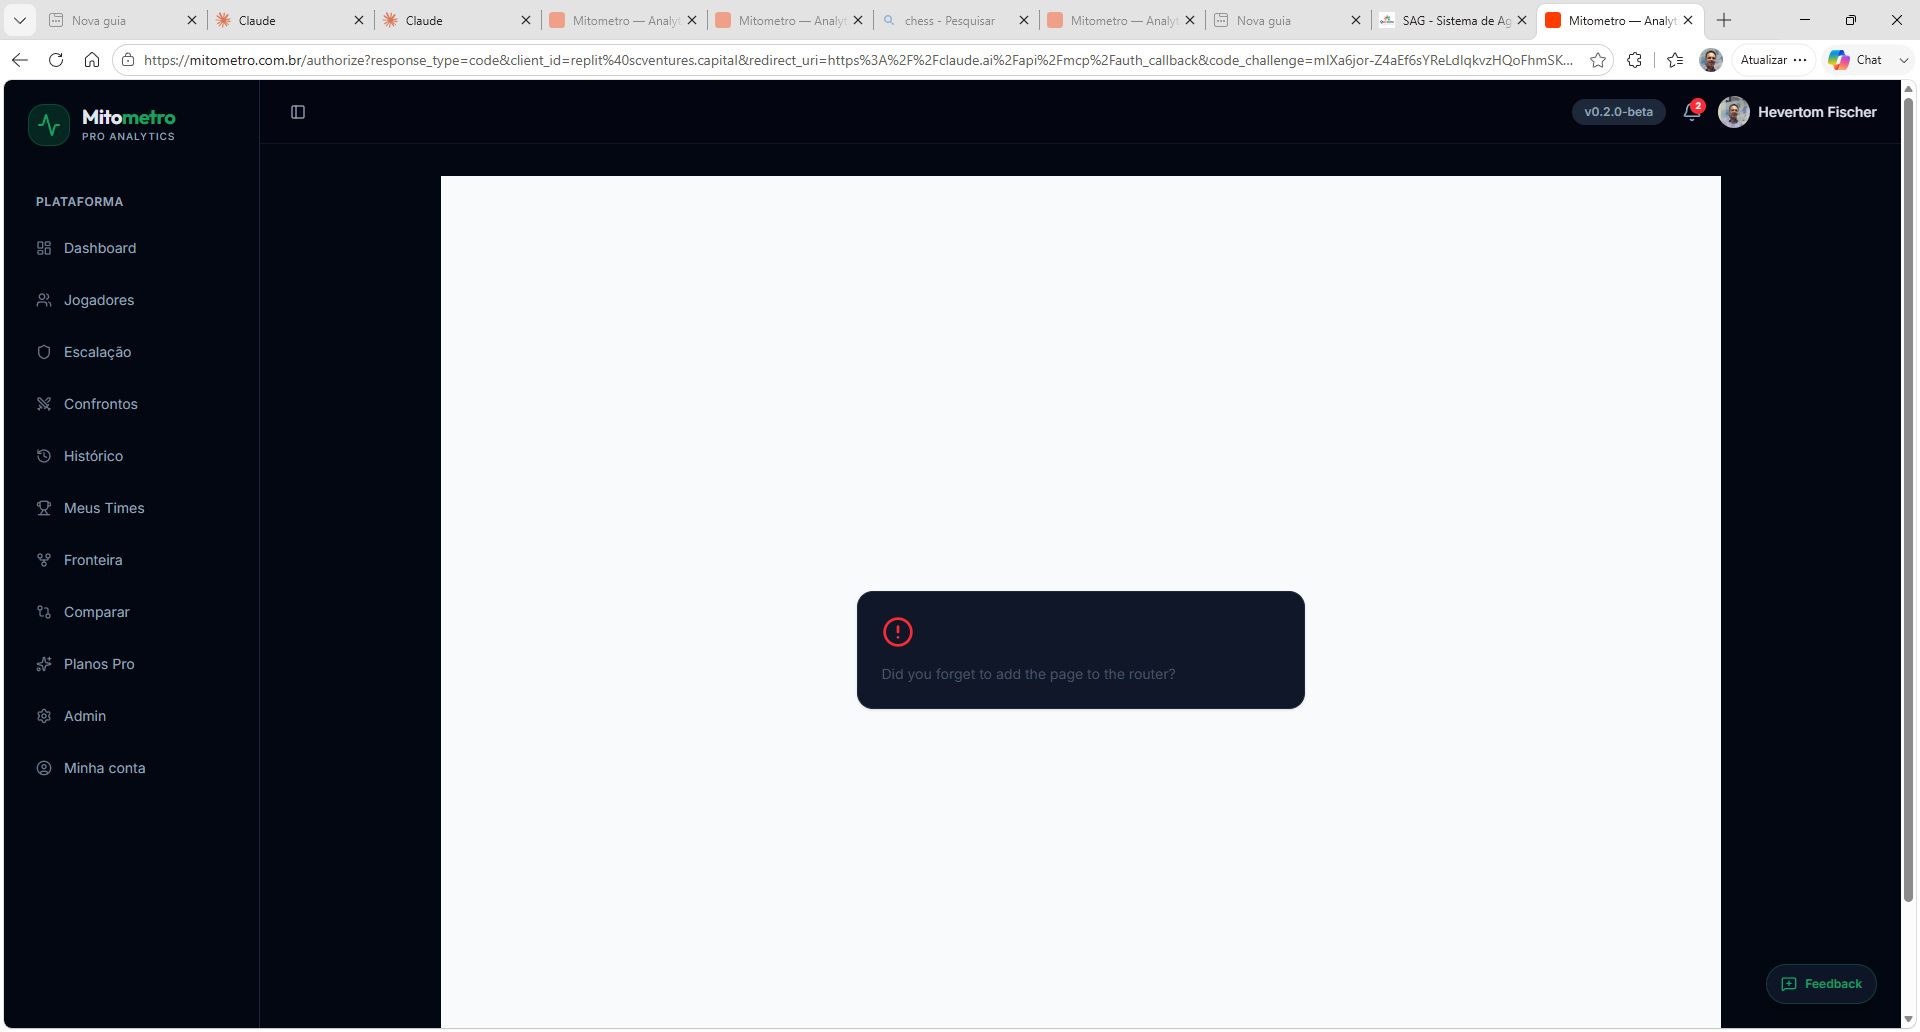 Nova guia
Claude
Claude
Mitometro — Analyt
Mitometro — Analyt
chess - Pesquisar
Mitometro — Analyt
Nova guia
SAG - Sistema de Ag
Mitometro — Analyt
https://mitometro.com.br/authorize?response_type=code&client_id=replit%40scventures.capital&redirect_uri=https%3A%2F%2Fclaude.ai%2Fapi%2Fmcp%2Fauth_callback&code_challenge=mIXa6jor-Z4aEf6sYReLdIqkvzHQoFhmSK...
Atualizar ...
Chat
Mitometro
PRO ANALYTICS
v0.2.0-beta
2
Hevertom Fischer
PLATAFORMA
Dashboard
Jogadores
Escalação
Confrontos
Histórico
Meus Times
Fronteira
Comparar
Planos Pro
Admin
Minha conta
Did you forget to add the page to the router?
Feedback